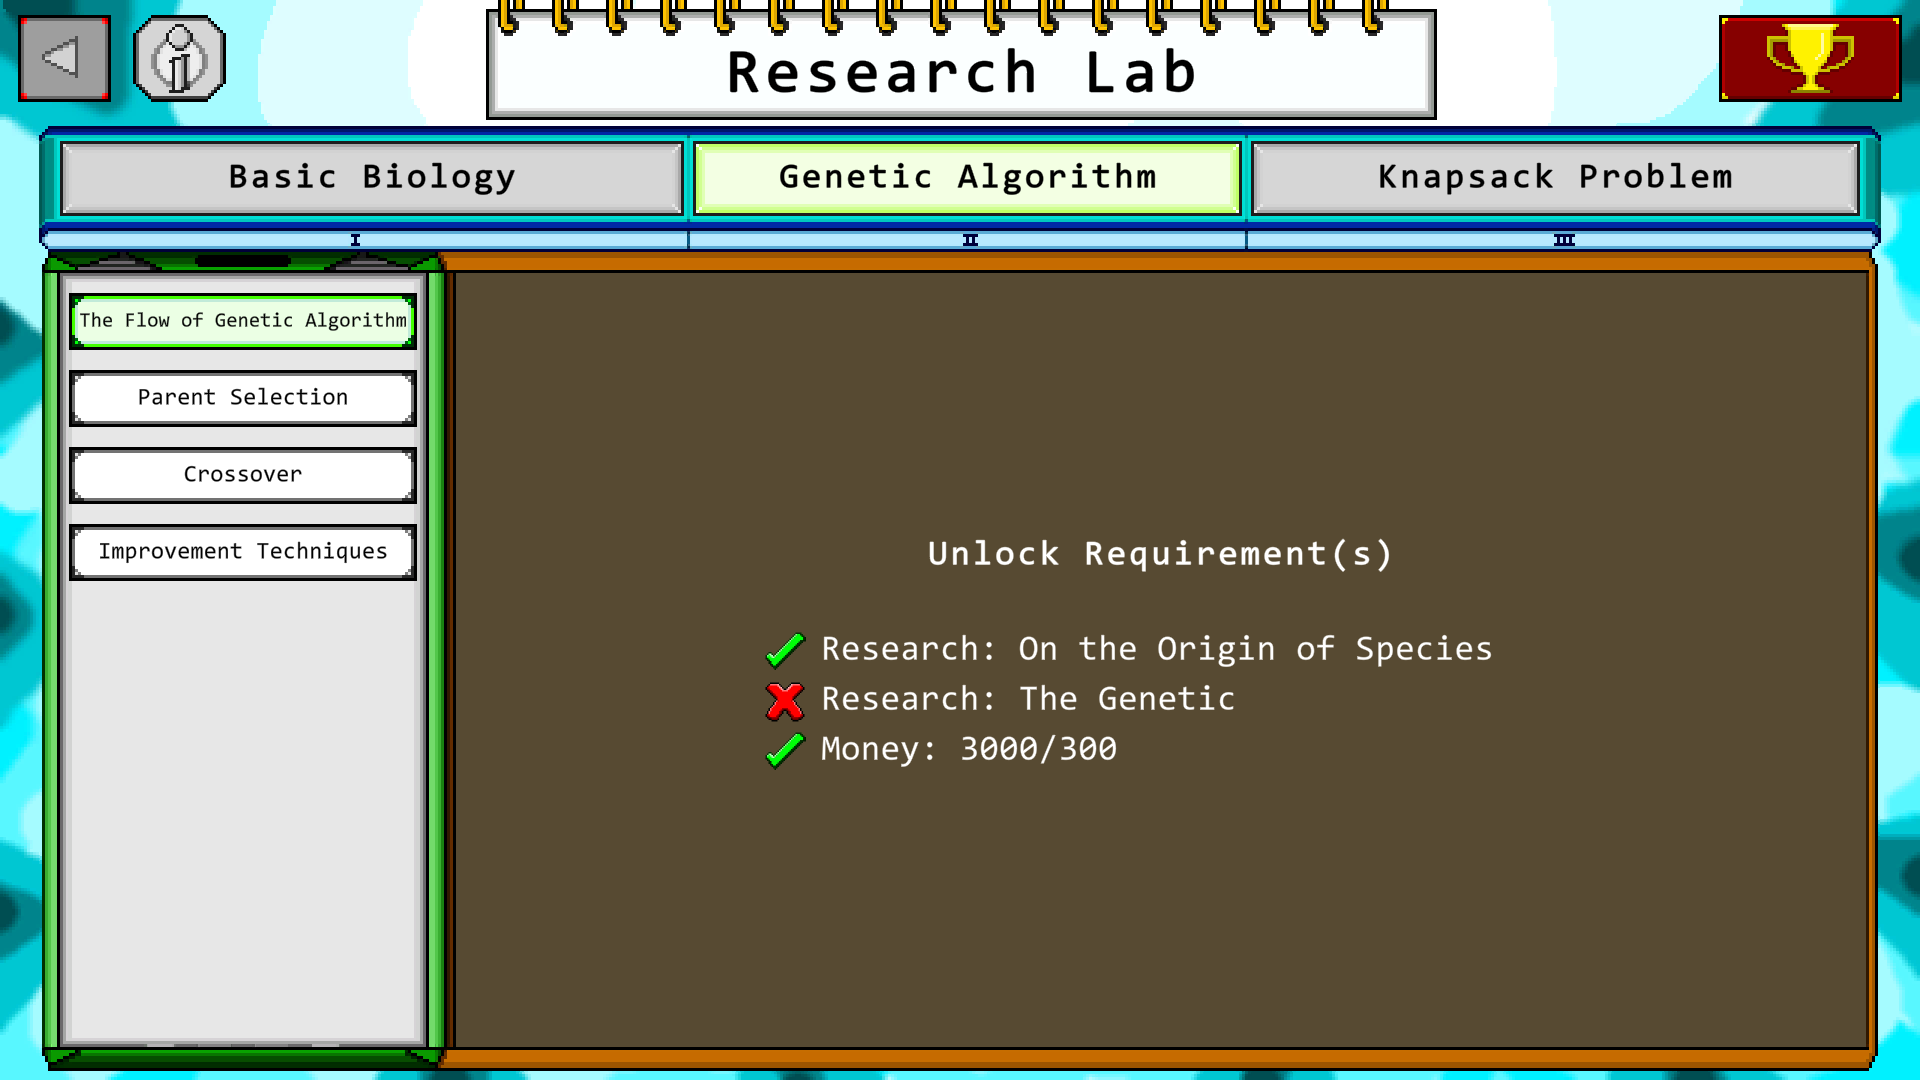 Research Lab
Basic Biology
Genetic Algorithm
Knapsack Problem
I
II
III
The Flow of Genetic Algorithm
Parent Selection
Crossover
Improvement Techniques
Unlock Requirement(s)
Research: On the Origin of Species
Research: The Genetic
Money: 3000/300